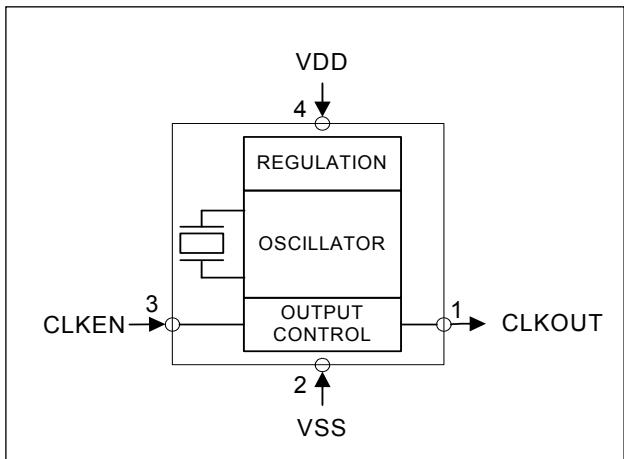 VDD
4
REGULATION
OSCILLATOR
3
CLKEN
OUTPUT
CONTROL
1
CLKOUT
2
VSS